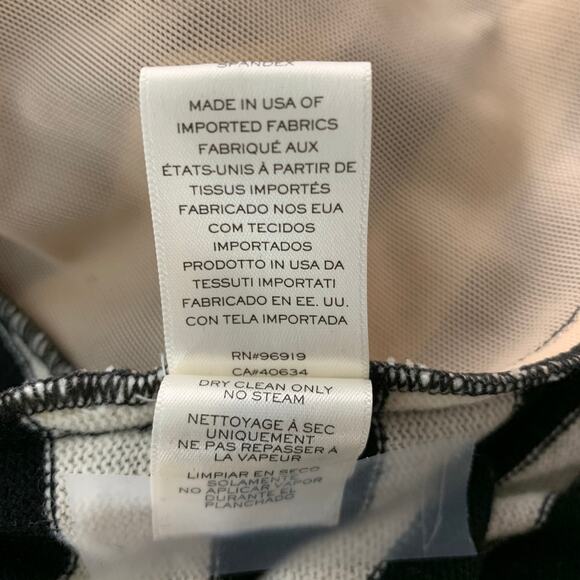 SPANDEX
MADE IN USA OF
IMPORTED FABRICS
FABRIQUÉ AUX
ÉTATS-UNIS À PARTIR DE
TISSUS IMPORTÉS
FABRICADO NOS EUA
COM TECIDOS
IMPORTADOS
PRODOTTO IN USA DA
TESSUTI IMPORTATI
FABRICADO EN EE. UU.
CON TELA IMPORTADA
RN#96919
CA#40634
DRY CLEAN ONLY
NO STEAM
NETTOYAGE À SEC
UNIQUEMENT
NE PAS REPASSER À
LA VAPEUR
LIMPIAR EN SECO
SOLAMENTE
NO APLICAR VAPOR
DURANTE EL
PLANCHADO